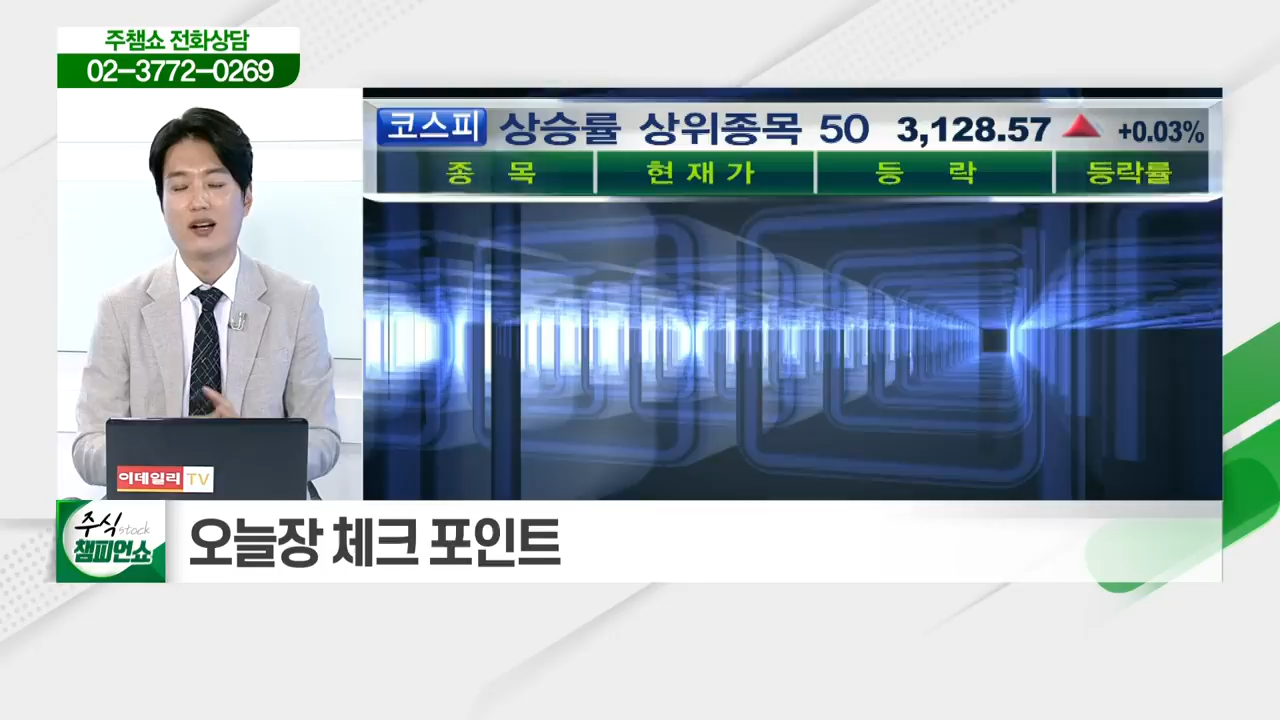 주챔쇼 전화상담
02-3772-0269
코스피 상승률 상위종목 50 3,128.57 ▲ +0.03%
종 목 현 재 가 등 락 등락률
이데일리TV
주식 stock
챔피언쇼
오늘장 체크 포인트